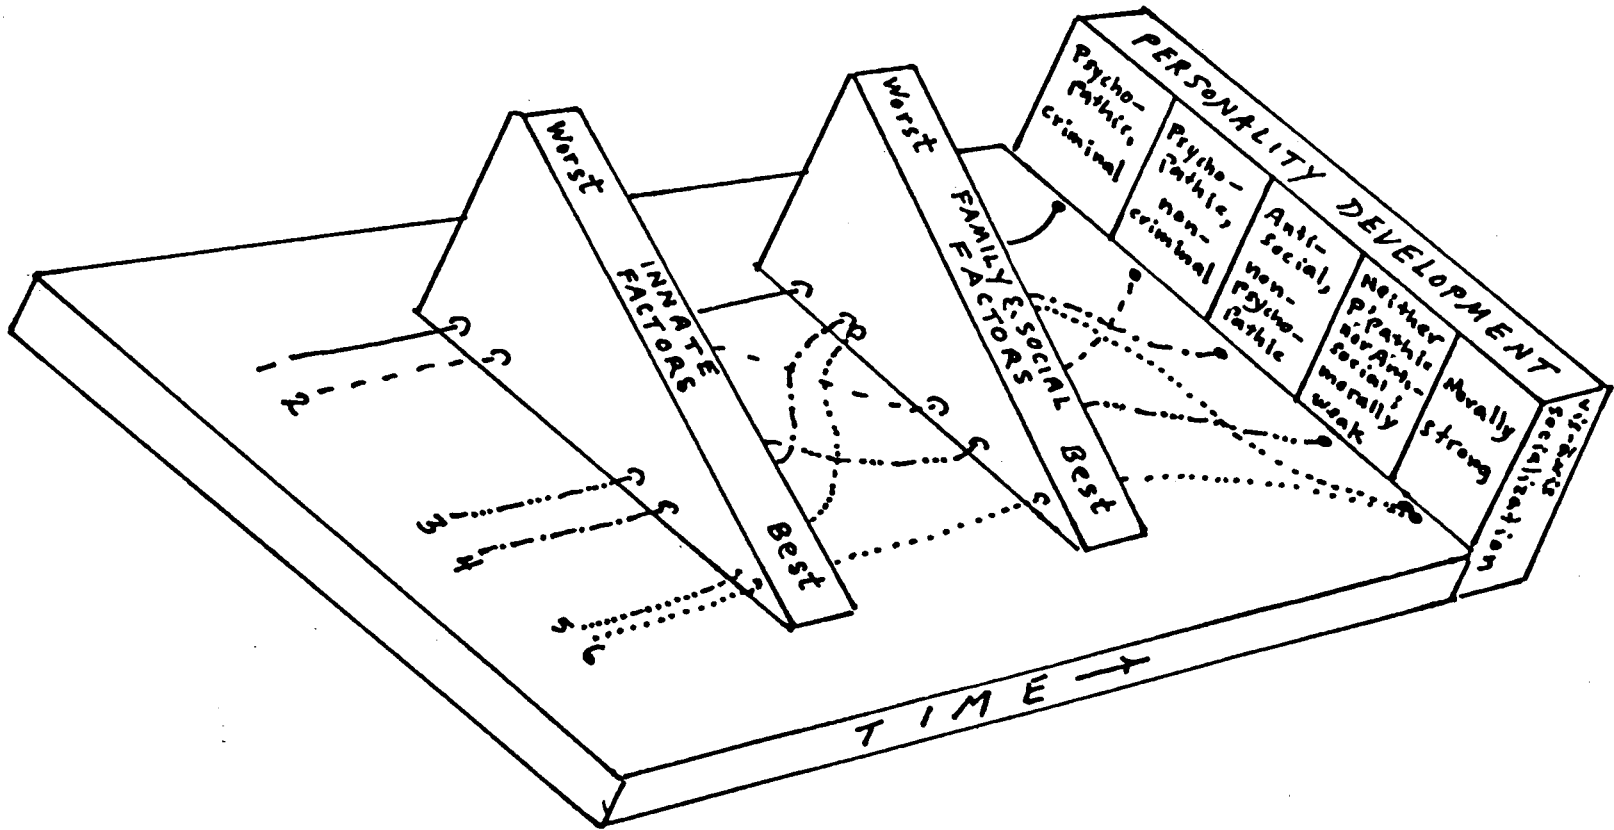 PERSONALITY DEVELOPMENT
Psycho-
Pathic,
criminal
Psycho-
Pathic,
non-
criminal
Anti-
social,
non-
Psycho-
Pathic
Neither
P'Pathic
nor Anti-
social;
morally
weak
Morally
strong
socialization
Worst
INNATE
FACTORS
Best
Worst
FAMILY & SOCIAL
FACTORS
Best
2
3
4
5
6
TIME →